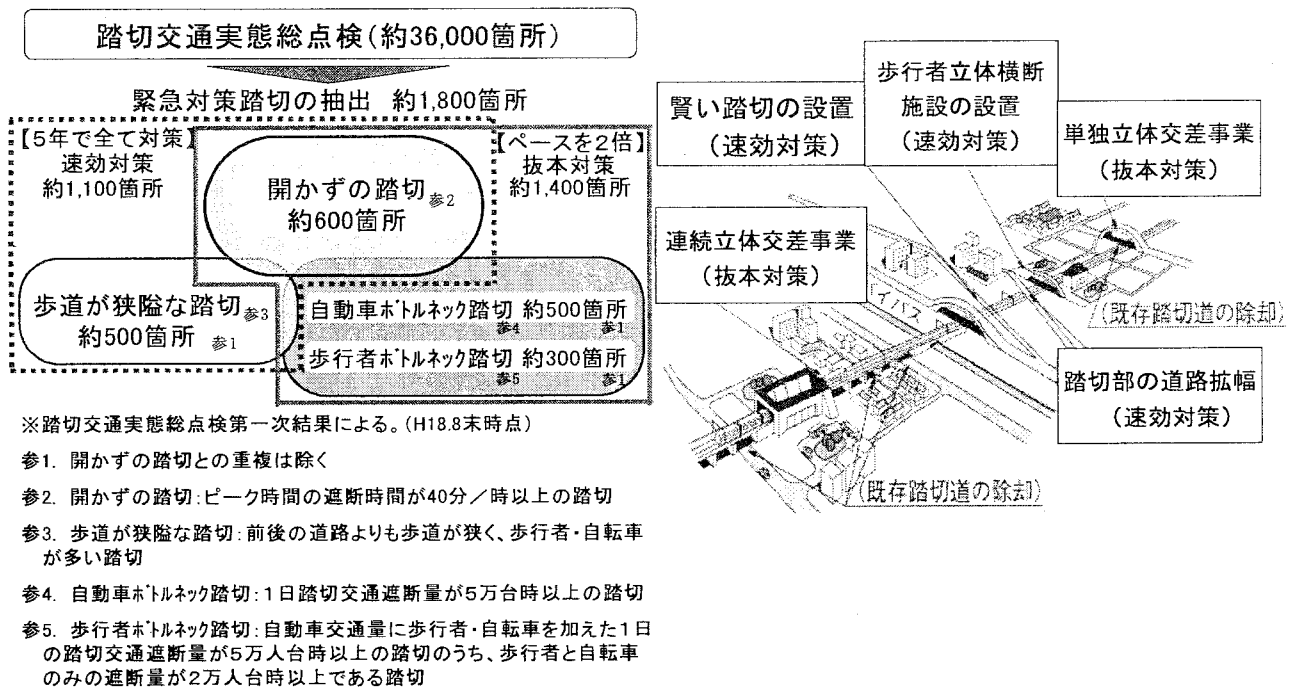 踏切交通実態総点検(約36,000箇所)
緊急対策踏切の抽出 約1,800箇所
【5年で全て対策】
速効対策
約1,100箇所
【ペースを2倍】
抜本対策
約1,400箇所
開かずの踏切参2
約600箇所
歩道が狭隘な踏切参3
約500箇所 参1
自動車ﾎﾞﾄﾙﾈｯｸ踏切 約500箇所
参4 参1
歩行者ﾎﾞﾄﾙﾈｯｸ踏切 約300箇所
参5 参1
※踏切交通実態総点検第一次結果による。(H18.8末時点)
参1. 開かずの踏切との重複は除く
参2. 開かずの踏切:ピーク時間の遮断時間が40分/時以上の踏切
参3. 歩道が狭隘な踏切:前後の道路よりも歩道が狭く、歩行者・自転車
が多い踏切
参4. 自動車ﾎﾞﾄﾙﾈｯｸ踏切:1日踏切交通遮断量が5万台時以上の踏切
参5. 歩行者ﾎﾞﾄﾙﾈｯｸ踏切:自動車交通量に歩行者・自転車を加えた1日
の踏切交通遮断量が5万人台時以上の踏切のうち、歩行者と自転車
のみの遮断量が2万人台時以上である踏切
賢い踏切の設置
(速効対策)
歩行者立体横断
施設の設置
(速効対策)
単独立体交差事業
(抜本対策)
連続立体交差事業
(抜本対策)
イパス
(既存踏切道の除却)
踏切部の道路拡幅
(速効対策)
(既存踏切道の除却)